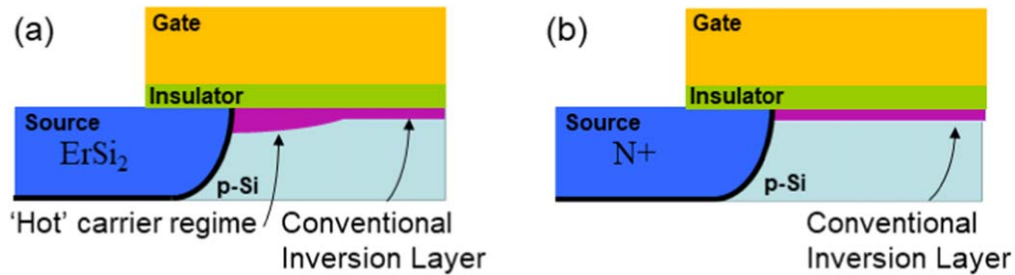 (a)
Gate
Insulator
Source
ErSi₂
p-Si
'Hot' carrier regime
Conventional
Inversion Layer
(b)
Gate
Insulator
Source
N+
p-Si
Conventional
Inversion Layer